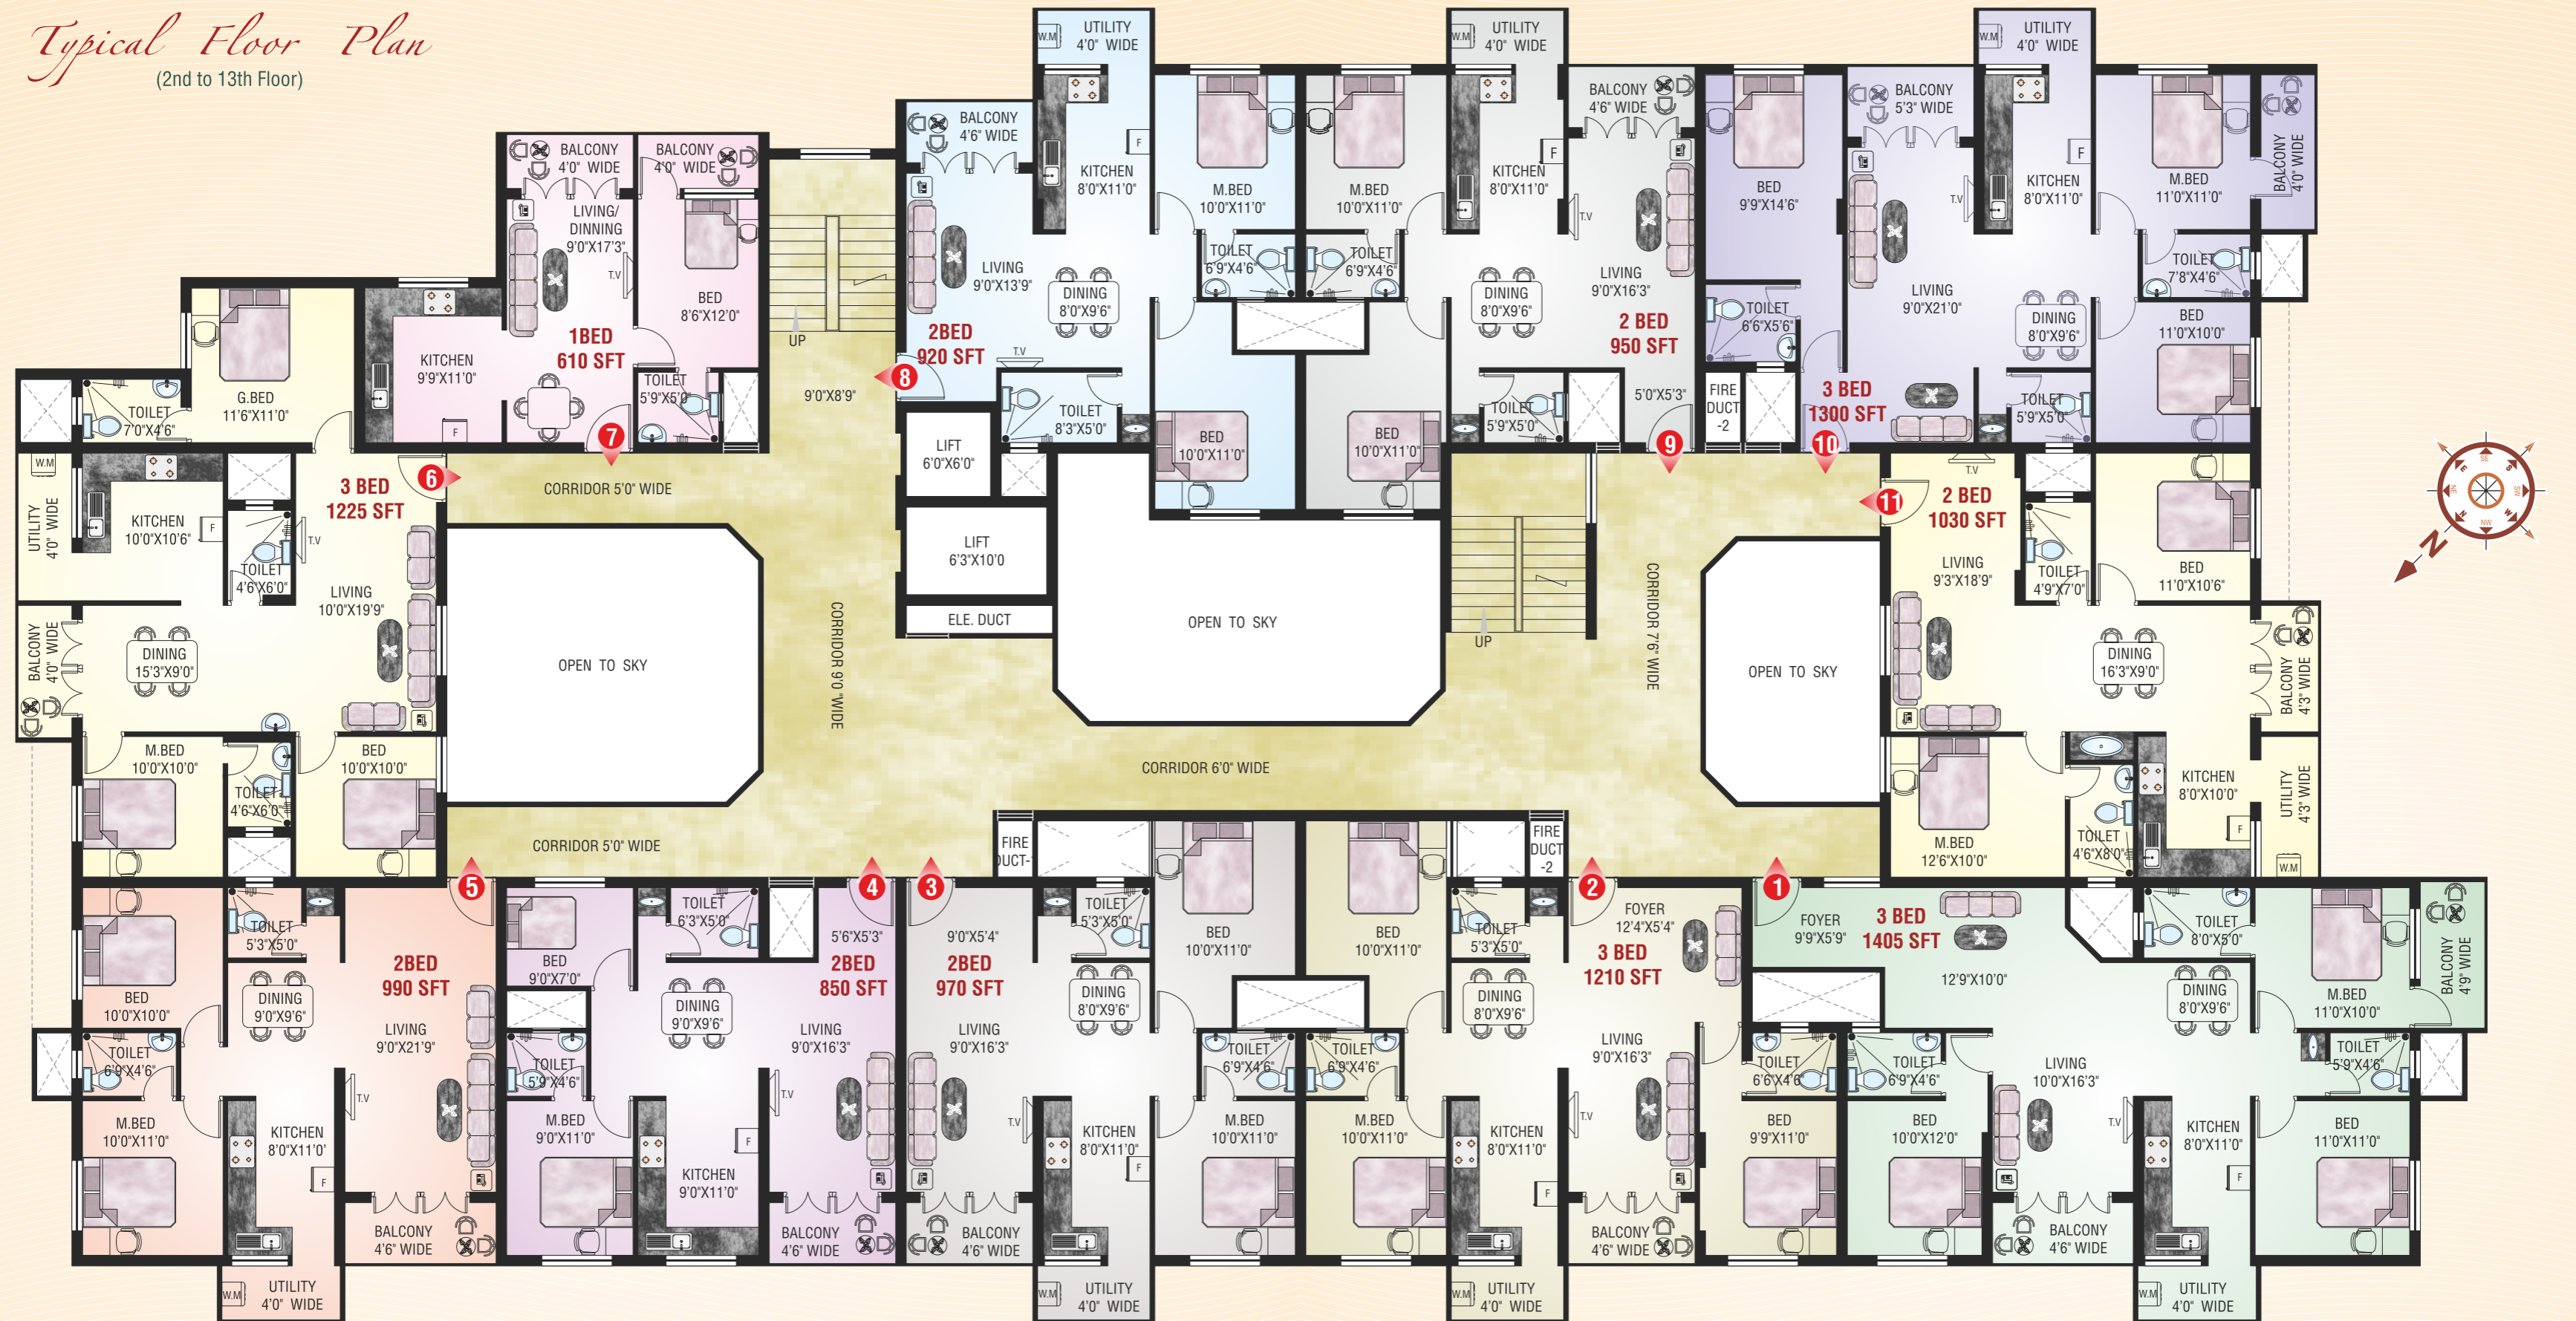 Typical Floor Plan
(2nd to 13th Floor)
BALCONY
4'0" WIDE
BALCONY
4'0" WIDE
LIVING/
DINNING
9'0"X17'3"
T.V
BED
8'6"X12'0"
1BED
610 SFT
KITCHEN
9'9"X11'0"
F
TOILET
5'9"X5'0"
7
UP
9'0"X8'9"
G.BED
11'6"X11'0"
TOILET
7'0"X4'6"
W.M
UTILITY
4'0" WIDE
KITCHEN
10'0"X10'6"
F
TOILET
4'6"X6'0"
T.V
3 BED
1225 SFT
6
LIVING
10'0"X19'9"
BALCONY
4'0" WIDE
DINING
15'3"X9'0"
M.BED
10'0"X10'0"
TOILET
4'6"X6'0"
BED
10'0"X10'0"
CORRIDOR 5'0" WIDE
OPEN TO SKY
CORRIDOR 9'0 "WIDE
CORRIDOR 5'0" WIDE
UTILITY
4'0" WIDE
W.M
BALCONY
4'6" WIDE
KITCHEN
8'0"X11'0"
F
M.BED
10'0"X11'0"
TOILET
6'9"X4'6"
LIVING
9'0"X13'9"
DINING
8'0"X9'6"
2BED
920 SFT
8
T.V
TOILET
8'3"X5'0"
BED
10'0"X11'0"
LIFT
6'0"X6'0"
LIFT
6'3"X10'0
ELE. DUCT
OPEN TO SKY
UTILITY
4'0" WIDE
W.M
BALCONY
4'6" WIDE
M.BED
10'0"X11'0"
KITCHEN
8'0"X11'0"
F
T.V
TOILET
6'9"X4'6"
LIVING
9'0"X16'3"
DINING
8'0"X9'6"
2 BED
950 SFT
BED
10'0"X11'0"
TOILET
5'9"X5'0"
5'0"X5'3"
9
FIRE
DUCT
-2
UP
CORRIDOR 7'6" WIDE
CORRIDOR 6'0" WIDE
OPEN TO SKY
UTILITY
4'0" WIDE
W.M
BALCONY
5'3" WIDE
BED
9'9"X14'6"
T.V
KITCHEN
8'0"X11'0"
F
M.BED
11'0"X11'0"
BALCONY
4'0" WIDE
TOILET
7'8"X4'6"
TOILET
6'6"X5'6"
LIVING
9'0"X21'0"
DINING
8'0"X9'6"
BED
11'0"X10'0"
3 BED
1300 SFT
10
TOILET
5'9"X5'0"
T.V
11
2 BED
1030 SFT
LIVING
9'3"X18'9"
TOILET
4'9"X7'0"
BED
11'0"X10'6"
DINING
16'3"X9'0"
BALCONY
4'3" WIDE
M.BED
12'6"X10'0"
TOILET
4'6"X8'0"
KITCHEN
8'0"X10'0"
F
UTILITY
4'3" WIDE
W.M
SE
S
SW
W
NW
N
NE
E
N
5
TOILET
5'3"X5'0"
BED
10'0"X10'0"
DINING
9'0"X9'6"
2BED
990 SFT
LIVING
9'0"X21'9"
TOILET
6'9"X4'6"
T.V
M.BED
10'0"X11'0"
KITCHEN
8'0"X11'0'
F
BALCONY
4'6" WIDE
W.M
UTILITY
4'0" WIDE
4
BED
9'0"X7'0"
TOILET
6'3"X5'0"
5'6"X5'3"
2BED
850 SFT
DINING
9'0"X9'6"
LIVING
9'0"X16'3"
TOILET
5'9"X4'6"
T.V
M.BED
9'0"X11'0"
KITCHEN
9'0"X11'0"
F
BALCONY
4'6" WIDE
3
FIRE
DUCT-
9'0"X5'4"
TOILET
5'3"X5'0"
2BED
970 SFT
BED
10'0"X11'0"
DINING
8'0"X9'6"
LIVING
9'0"X16'3"
T.V
TOILET
6'9"X4'6"
KITCHEN
8'0"X11'0"
F
M.BED
10'0"X11'0"
BALCONY
4'6" WIDE
W.M
UTILITY
4'0" WIDE
FIRE
DUCT
-2
2
BED
10'0"X11'0"
TOILET
5'3"X5'0"
FOYER
12'4"X5'4"
3 BED
1210 SFT
DINING
8'0"X9'6"
LIVING
9'0"X16'3"
TOILET
6'9"X4'6"
TOILET
6'6"X4'6"
T.V
M.BED
10'0"X11'0"
KITCHEN
8'0"X11'0"
F
BED
9'9"X11'0"
BALCONY
4'6" WIDE
W.M
UTILITY
4'0" WIDE
1
FOYER
9'9"X5'9"
3 BED
1405 SFT
12'9"X10'0"
TOILET
8'0"X5'0"
M.BED
11'0"X10'0"
BALCONY
4'9" WIDE
DINING
8'0"X9'6"
TOILET
6'9"X4'6"
LIVING
10'0"X16'3"
TOILET
5'9"X4'6"
T.V
BED
10'0"X12'0"
KITCHEN
8'0"X11'0"
F
BED
11'0"X11'0"
BALCONY
4'6" WIDE
W.M
UTILITY
4'0" WIDE